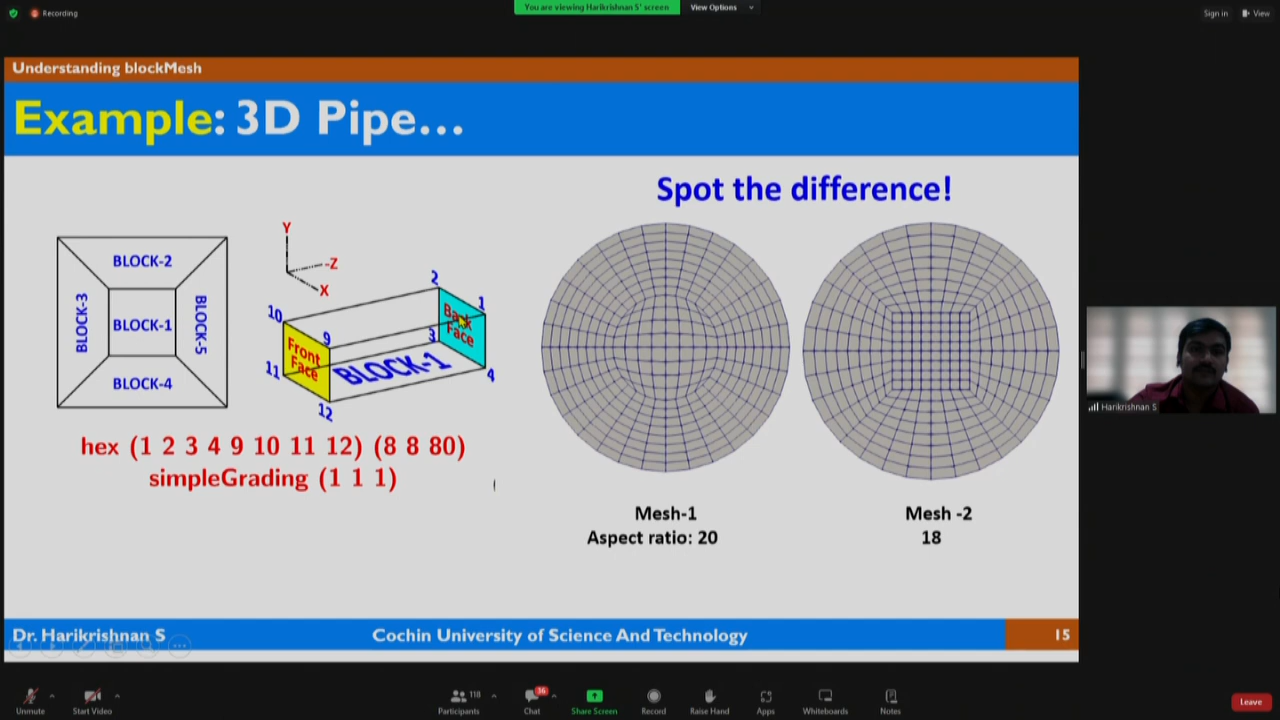 Recording
You are viewing Harikrishnan S' screen
View Options
Sign in
View
Understanding blockMesh
Example: 3D Pipe...
Spot the difference!
BLOCK-2
BLOCK-3
BLOCK-1
BLOCK-5
BLOCK-4
Y
-Z
X
2
1
10
9
3
Back
Face
Front
Face
11
BLOCK-1
4
12
hex (1 2 3 4 9 10 11 12) (8 8 80)
simpleGrading (1 1 1)
Mesh-1
Aspect ratio: 20
Mesh -2
18
Harikrishnan S
Dr. Harikrishnan S
Cochin University of Science And Technology
15
Unmute
Start Video
118
Participants
36
Chat
Share Screen
Record
Raise Hand
Apps
Whiteboards
Notes
Leave